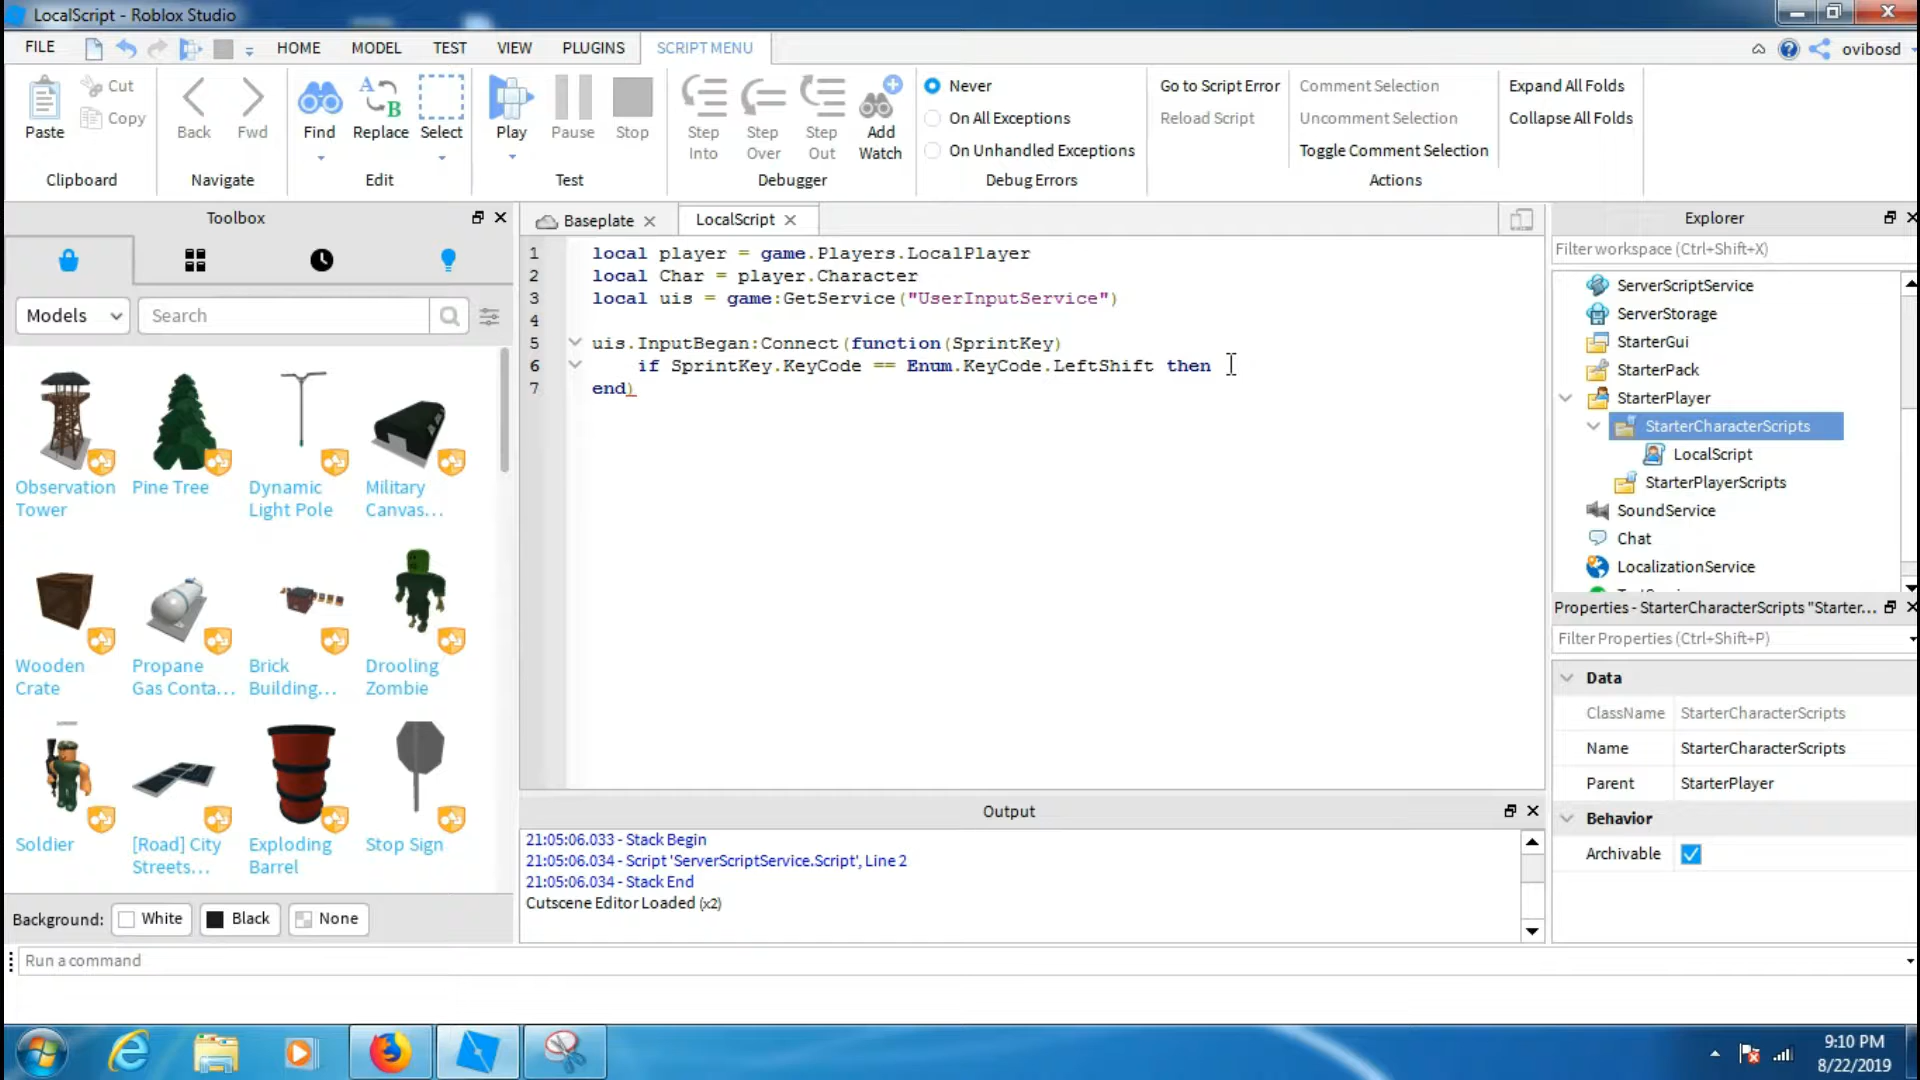 LocalScript - Roblox Studio
FILE HOME MODEL TEST VIEW PLUGINS SCRIPT MENU ovibosd
Paste Cut Copy
Clipboard
Back Fwd
Navigate
Find Replace Select
Edit
Play Pause Stop
Test
Step Into Step Over Step Out Add Watch
Debugger
Never
On All Exceptions
On Unhandled Exceptions
Debug Errors
Go to Script Error
Reload Script
Comment Selection
Uncomment Selection
Toggle Comment Selection
Actions
Expand All Folds
Collapse All Folds
Toolbox
Models Search
Observation Tower
Pine Tree
Dynamic Light Pole
Military Canvas...
Wooden Crate
Propane Gas Conta...
Brick Building...
Drooling Zombie
Soldier
[Road] City Streets...
Exploding Barrel
Stop Sign
Background: White Black None
Baseplate LocalScript
1 local player = game.Players.LocalPlayer
2 local Char = player.Character
3 local uis = game:GetService("UserInputService")
4
5 uis.InputBegan:Connect(function(SprintKey)
6 if SprintKey.KeyCode == Enum.KeyCode.LeftShift then
7 end)
Output
21:05:06.033 - Stack Begin
21:05:06.034 - Script 'ServerScriptService.Script', Line 2
21:05:06.034 - Stack End
Cutscene Editor Loaded (x2)
Explorer
Filter workspace (Ctrl+Shift+X)
ServerScriptService
ServerStorage
StarterGui
StarterPack
StarterPlayer
StarterCharacterScripts
LocalScript
StarterPlayerScripts
SoundService
Chat
LocalizationService
Properties - StarterCharacterScripts "Starter...
Filter Properties (Ctrl+Shift+P)
Data
ClassName StarterCharacterScripts
Name StarterCharacterScripts
Parent StarterPlayer
Behavior
Archivable
Run a command
9:10 PM
8/22/2019